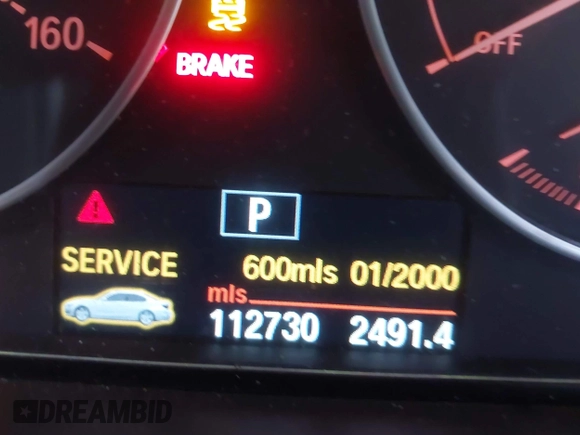 160
OFF
BRAKE
P
SERVICE 600mls 01/2000
mls
112730 2491.4
DREAMBID